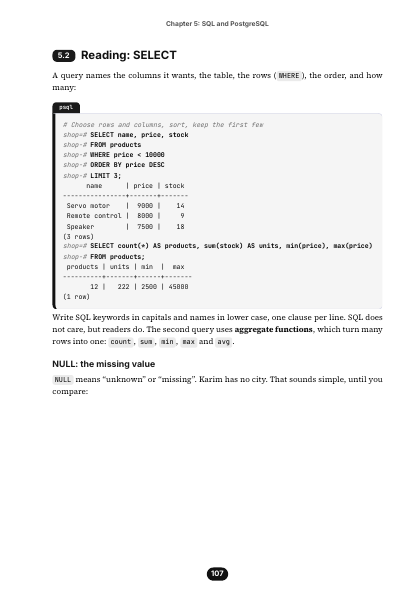 Chapter 5: SQL and PostgreSQL
5.2 Reading: SELECT
A query names the columns it wants, the table, the rows ( WHERE ), the order, and how
many:
psql
# Choose rows and columns, sort, keep the first few
shop=# SELECT name, price, stock
shop-# FROM products
shop-# WHERE price < 10000
shop-# ORDER BY price DESC
shop-# LIMIT 3;
      name      | price | stock
----------------+-------+-------
 Servo motor    |  9000 |    14
 Remote control |  8000 |     9
 Speaker        |  7500 |    18
(3 rows)
shop=# SELECT count(*) AS products, sum(stock) AS units, min(price), max(price)
shop-# FROM products;
 products | units | min  |  max
----------+-------+------+-------
       12 |   222 | 2500 | 45000
(1 row)
Write SQL keywords in capitals and names in lower case, one clause per line. SQL does
not care, but readers do. The second query uses aggregate functions, which turn many
rows into one: count , sum , min , max and avg .
NULL: the missing value
NULL means “unknown” or “missing”. Karim has no city. That sounds simple, until you
compare:
107